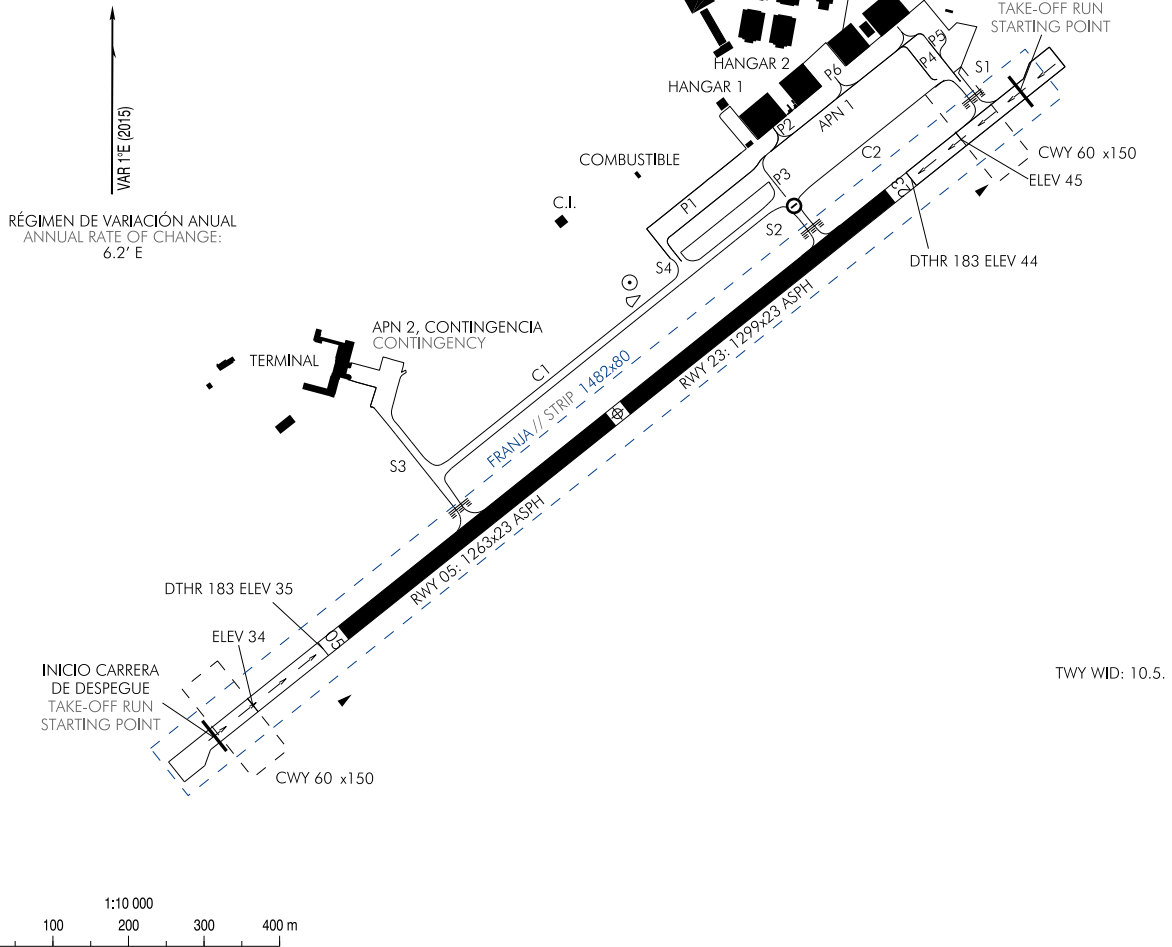 TAKE-OFF RUN
STARTING POINT
HANGAR 2
HANGAR 1
P5
P4
P6
S1
P2
APN 1
COMBUSTIBLE
C2
CWY 60 x150
ELEV 45
P3
P1
C.I.
23
S2
DTHR 183 ELEV 44
S4
VAR 1°E (2015)
RÉGIMEN DE VARIACIÓN ANUAL
ANNUAL RATE OF CHANGE:
6.2' E
APN 2, CONTINGENCIA
CONTINGENCY
TERMINAL
C1
FRANJA // STRIP 1482x80
RWY 23: 1299x23 ASPH
S3
RWY 05: 1263x23 ASPH
DTHR 183 ELEV 35
05
ELEV 34
INICIO CARRERA
DE DESPEGUE
TAKE-OFF RUN
STARTING POINT
CWY 60 x150
TWY WID: 10.5.
1:10 000
100 200 300 400 m